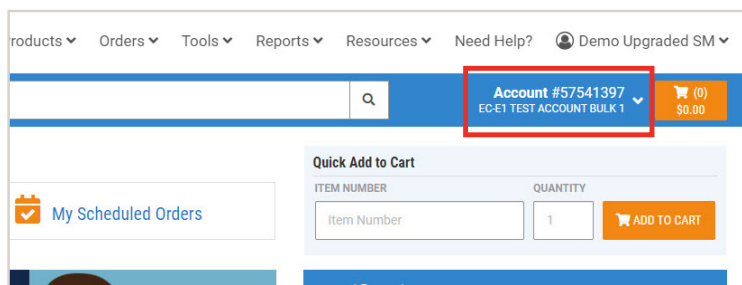 Orders
Tools
Reports
Resources
Need Help?
Demo Upgraded SM
Account #57541397
EC-E1 TEST ACCOUNT BULK 1
(0)
$0.00
Quick Add to Cart
ITEM NUMBER
QUANTITY
Item Number
1
ADD TO CART
My Scheduled Orders